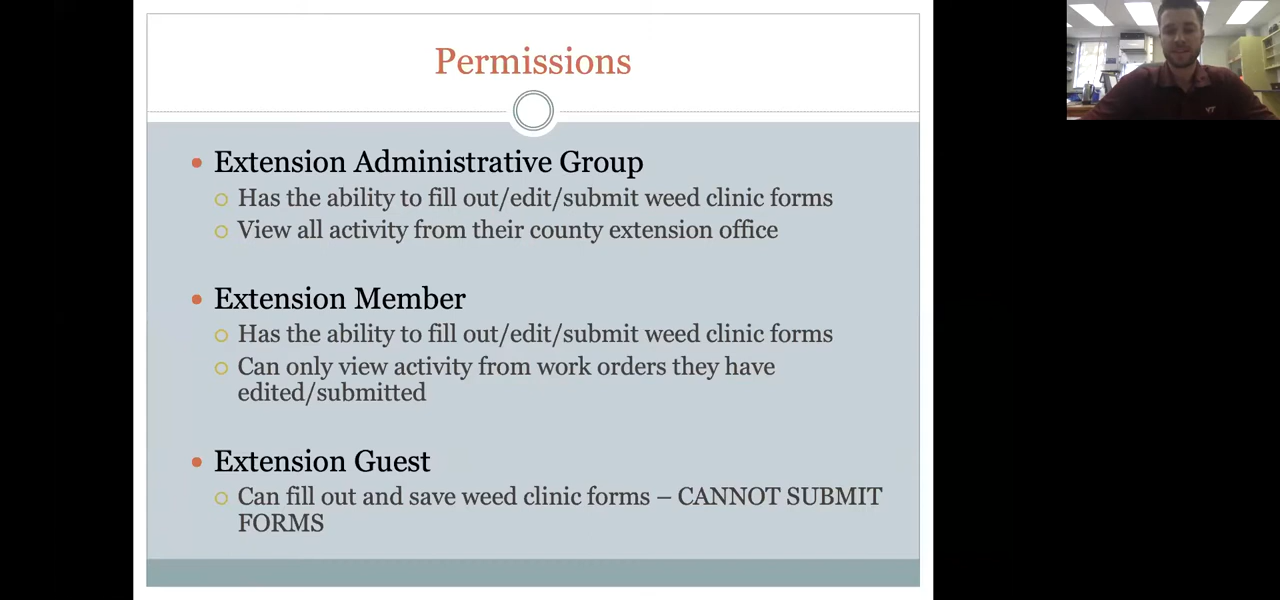 Permissions
Extension Administrative Group
Has the ability to fill out/edit/submit weed clinic forms
View all activity from their county extension office
Extension Member
Has the ability to fill out/edit/submit weed clinic forms
Can only view activity from work orders they have
edited/submitted
Extension Guest
Can fill out and save weed clinic forms – CANNOT SUBMIT
FORMS